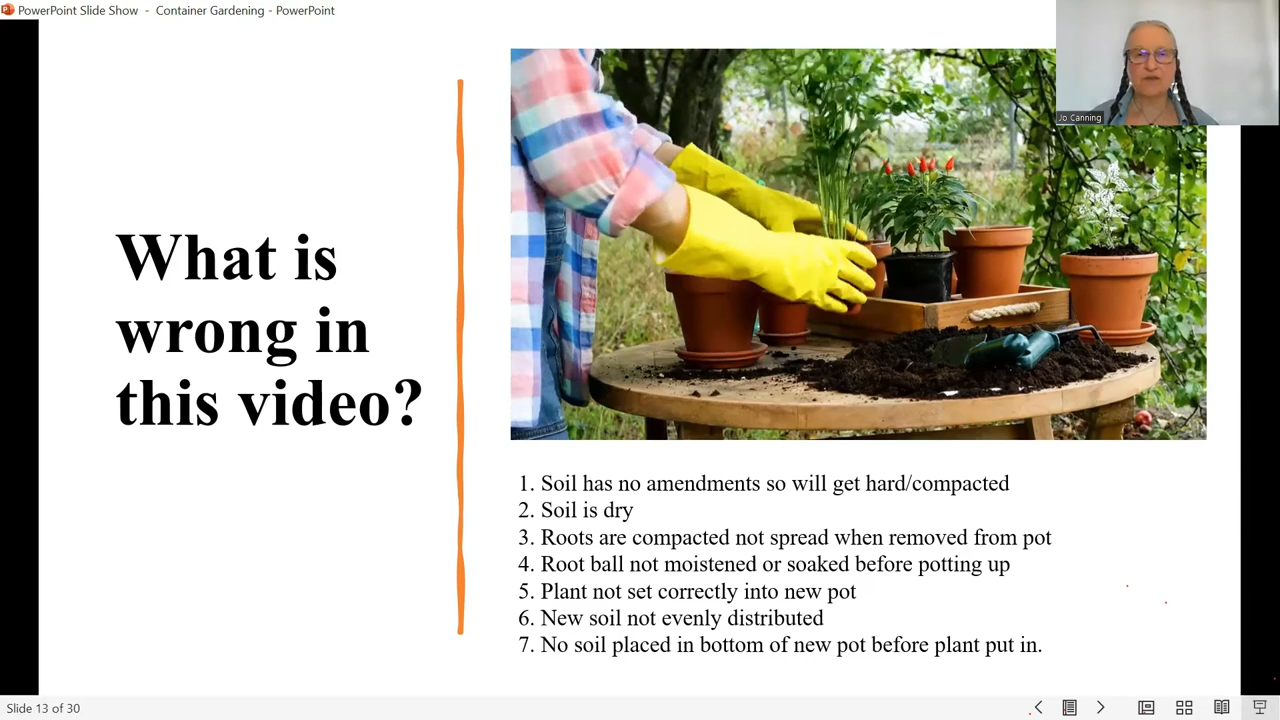 PowerPoint Slide Show - Container Gardening - PowerPoint
Jo Canning
What is
wrong in
this video?
1. Soil has no amendments so will get hard/compacted
2. Soil is dry
3. Roots are compacted not spread when removed from pot
4. Root ball not moistened or soaked before potting up
5. Plant not set correctly into new pot
6. New soil not evenly distributed
7. No soil placed in bottom of new pot before plant put in.
Slide 13 of 30